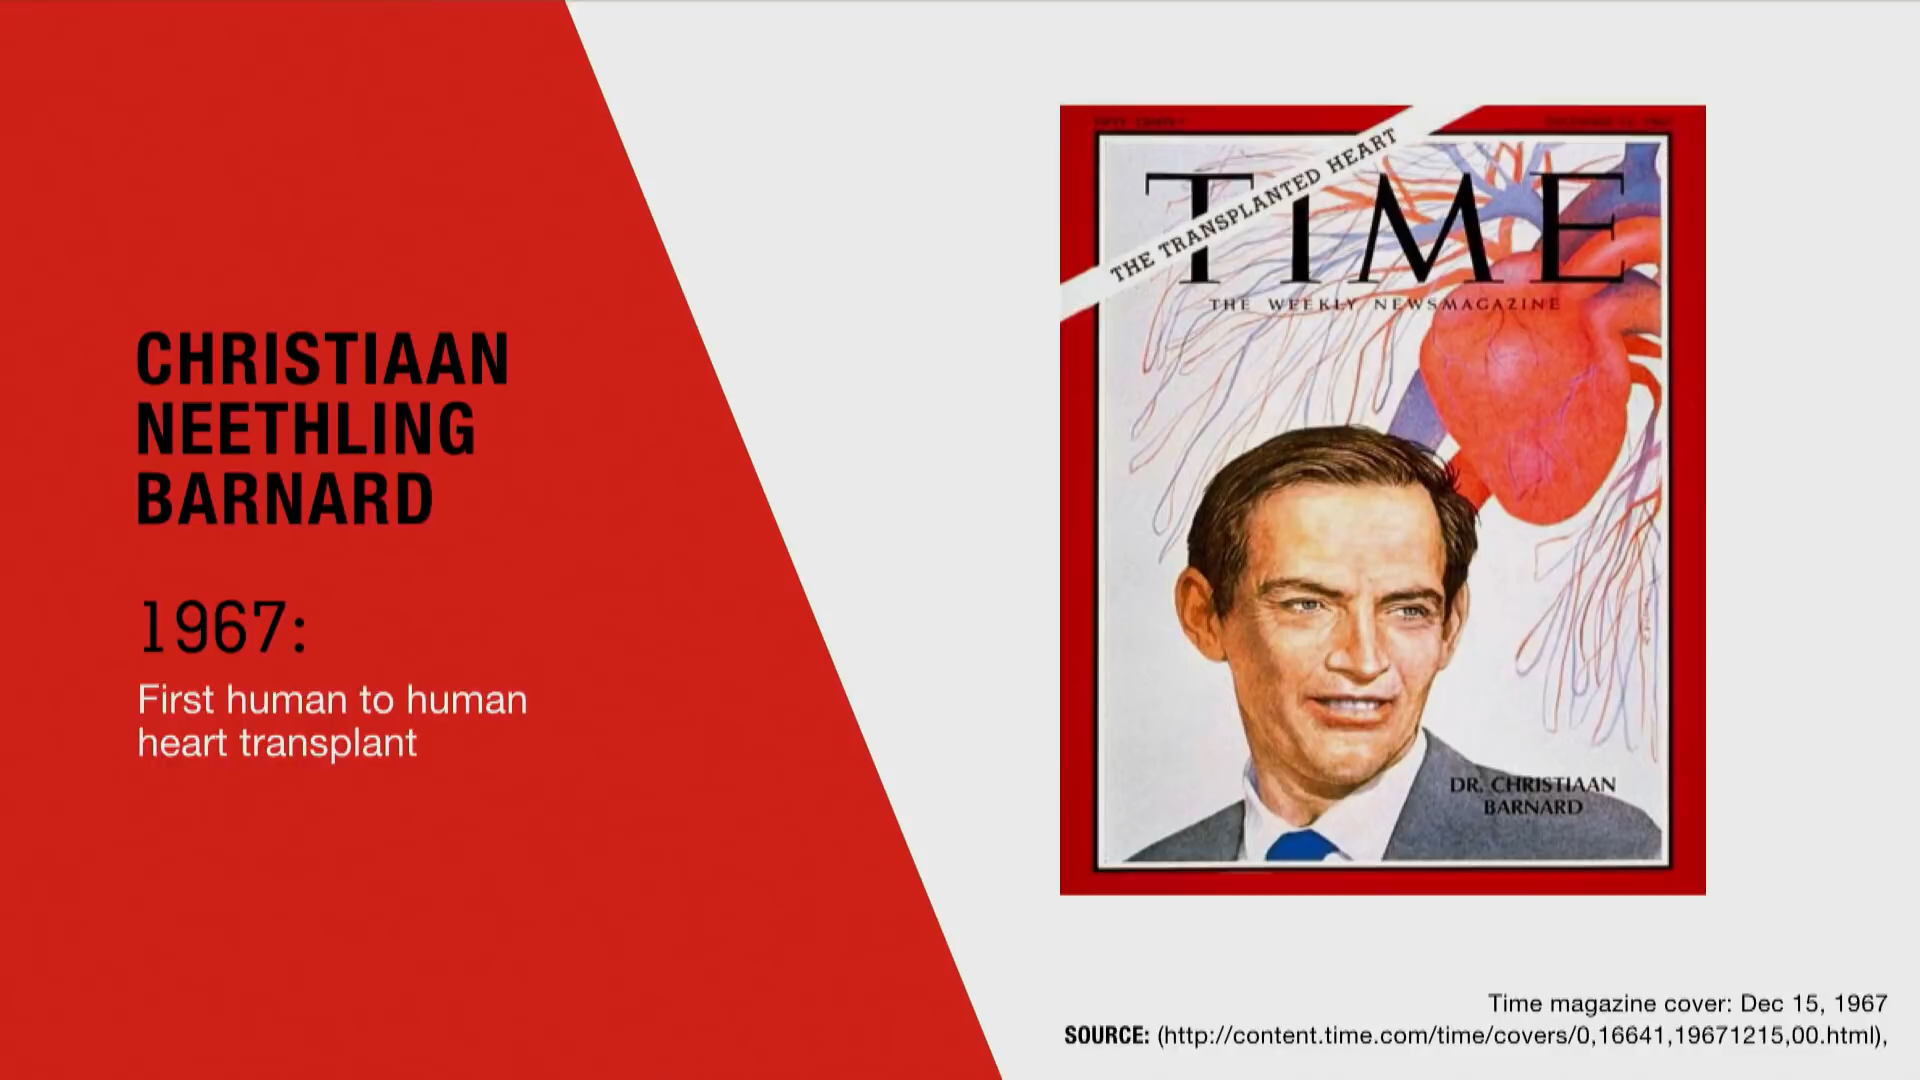 CHRISTIAAN
NEETHLING
BARNARD
1967:
First human to human
heart transplant
THE TRANSPLANTED HEART
TIME
THE WEEKLY NEWSMAGAZINE
DR. CHRISTIAAN
BARNARD
Time magazine cover: Dec 15, 1967
SOURCE: (http://content.time.com/time/covers/0,16641,19671215,00.html),